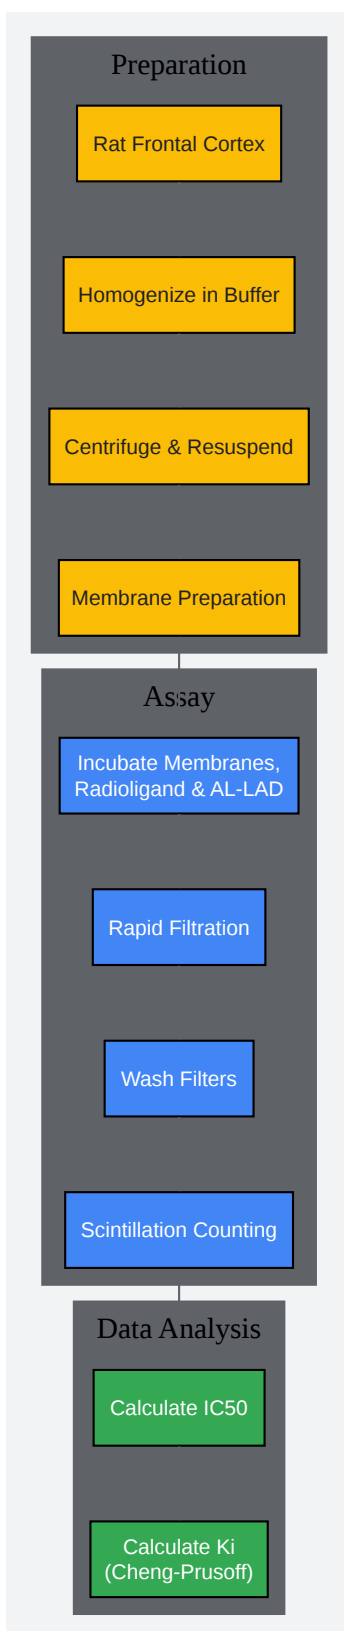 Preparation
Rat Frontal Cortex
Homogenize in Buffer
Centrifuge & Resuspend
Membrane Preparation
Assay
Incubate Membranes,
Radioligand & AL-LAD
Rapid Filtration
Wash Filters
Scintillation Counting
Data Analysis
Calculate IC50
Calculate Ki
(Cheng-Prusoff)